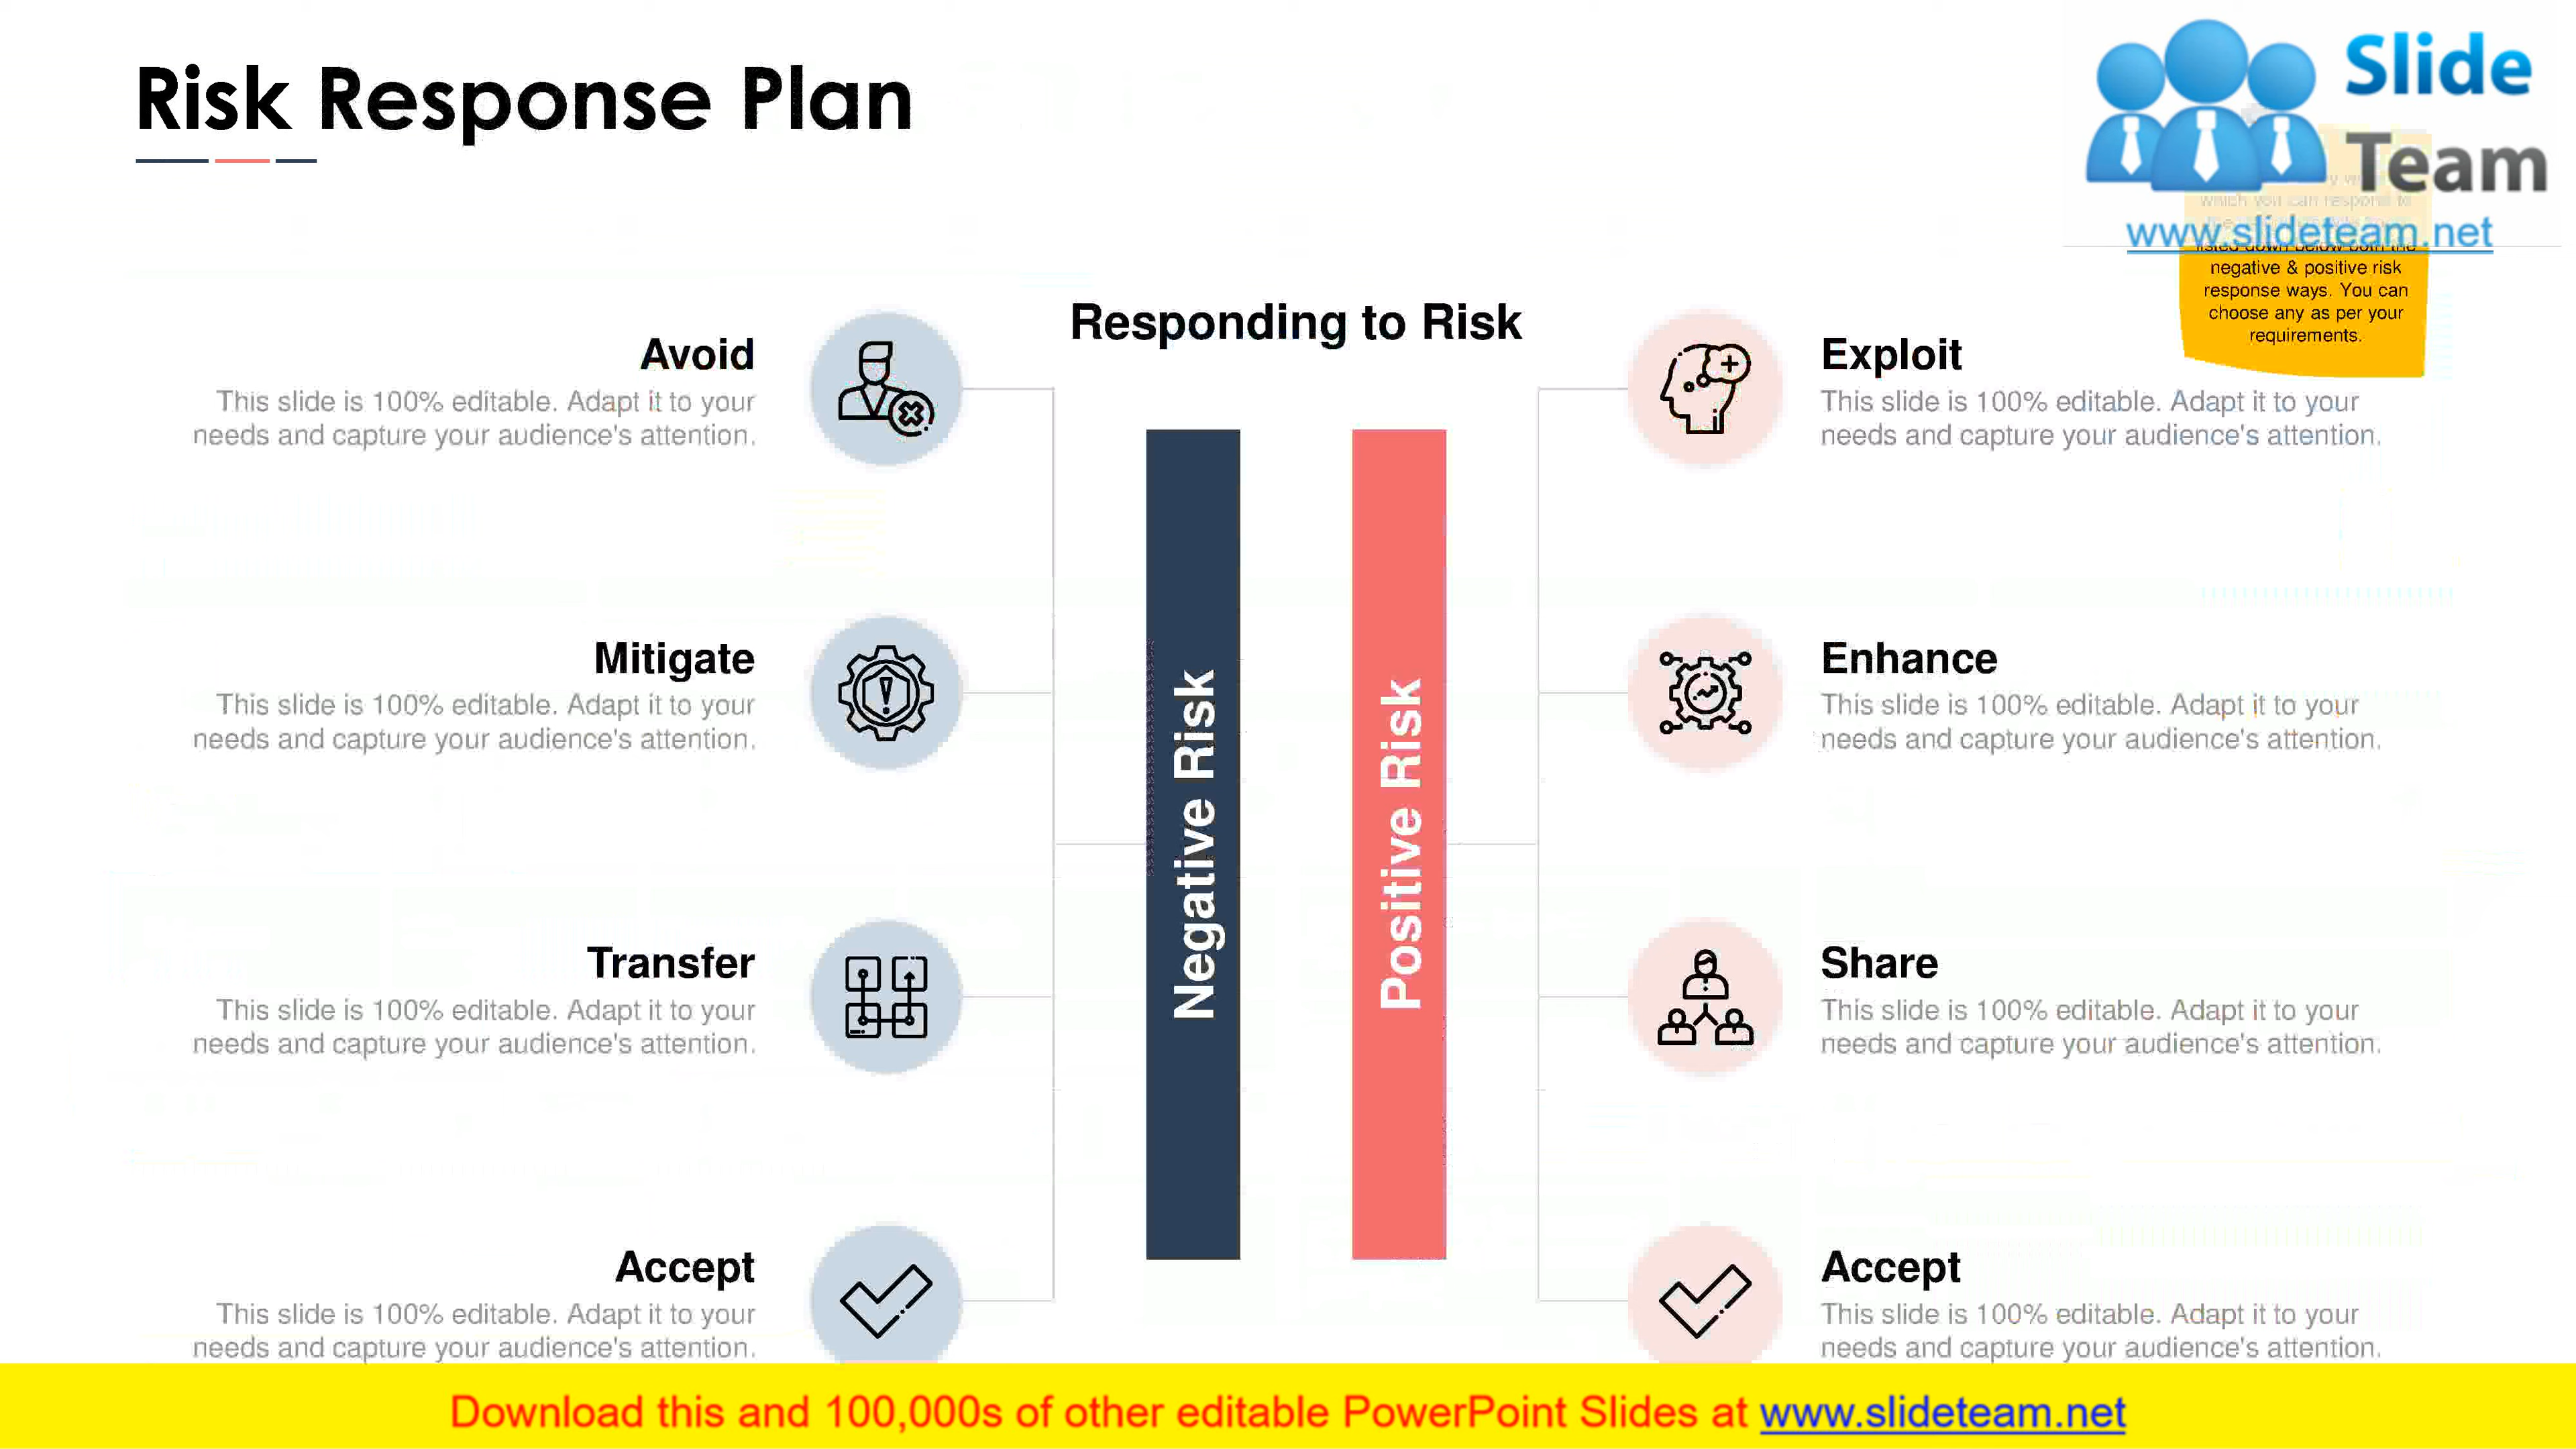 Risk Response Plan
Slide
Team
www.slideteam.net
negative & positive risk
response ways. You can
choose any as per your
requirements.
Responding to Risk
Avoid
This slide is 100% editable. Adapt it to your
needs and capture your audience's attention.
Mitigate
This slide is 100% editable. Adapt it to your
needs and capture your audience's attention.
Transfer
This slide is 100% editable. Adapt it to your
needs and capture your audience's attention.
Accept
This slide is 100% editable. Adapt it to your
needs and capture your audience's attention.
Negative Risk
Positive Risk
Exploit
This slide is 100% editable. Adapt it to your
needs and capture your audience's attention.
Enhance
This slide is 100% editable. Adapt it to your
needs and capture your audience's attention.
Share
This slide is 100% editable. Adapt it to your
needs and capture your audience's attention.
Accept
This slide is 100% editable. Adapt it to your
needs and capture your audience's attention.
Download this and 100,000s of other editable PowerPoint Slides at www.slideteam.net